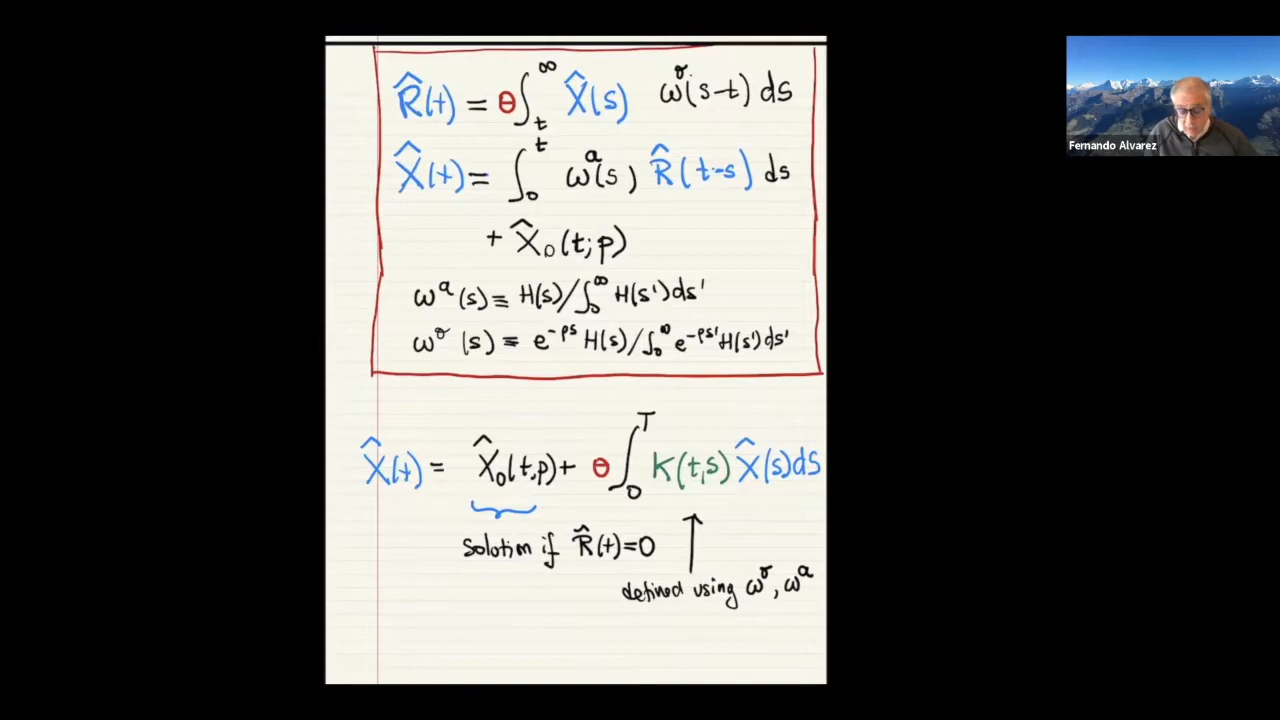 R̂(t) = θ ∫_t^∞ X̂(s) ω^r(s-t) ds
X̂(t) = ∫_0^t ω^a(s) R̂(t-s) ds
+ X̂_0(t;p)
ω^a(s) ≡ H(s)/∫_0^∞ H(s')ds'
ω^r(s) ≡ e^{-ρs} H(s)/∫_0^∞ e^{-ρs'} H(s')ds'
X̂(t) = X̂_0(t,p) + θ ∫_0^T K(t,s) X̂(s)ds
solution if R̂(t)=0
defined using ω^r, ω^a
Fernando Alvarez